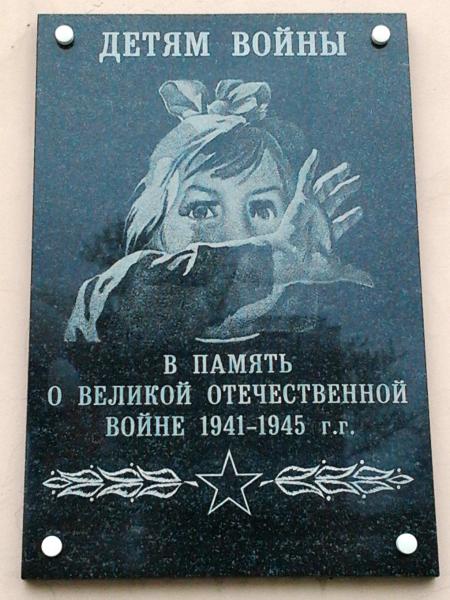 ДЕТЯМ ВОЙНЫ
В ПАМЯТЬ
О ВЕЛИКОЙ ОТЕЧЕСТВЕННОЙ
ВОЙНЕ 1941-1945 г.г.